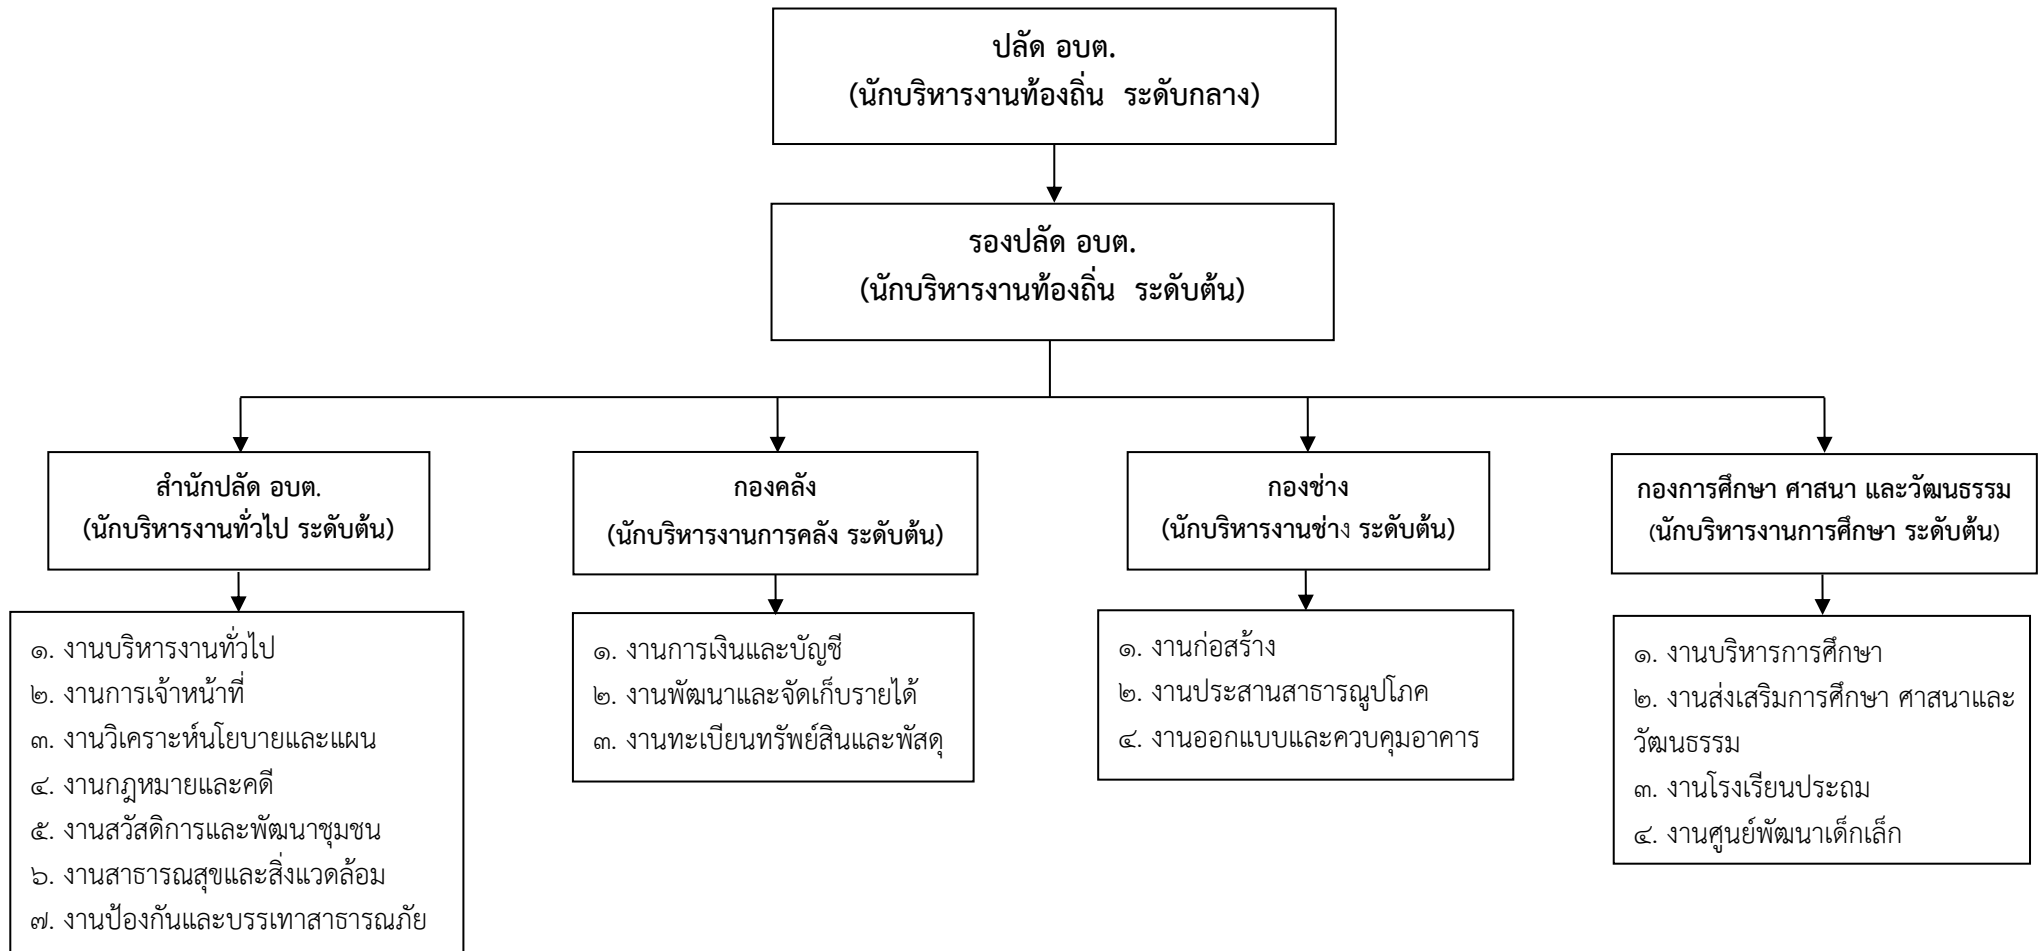 ปลัด อบต.
(นักบริหารงานท้องถิ่น ระดับกลาง)
รองปลัด อบต.
(นักบริหารงานท้องถิ่น ระดับต้น)
สำนักปลัด อบต.
(นักบริหารงานทั่วไป ระดับต้น)
กองคลัง
(นักบริหารงานการคลัง ระดับต้น)
กองช่าง
(นักบริหารงานช่าง ระดับต้น)
กองการศึกษา ศาสนา และวัฒนธรรม
(นักบริหารงานการศึกษา ระดับต้น)
๑. งานบริหารงานทั่วไป
๒. งานการเจ้าหน้าที่
๓. งานวิเคราะห์นโยบายและแผน
๔. งานกฎหมายและคดี
๕. งานสวัสดิการและพัฒนาชุมชน
๖. งานสาธารณสุขและสิ่งแวดล้อม
๗. งานป้องกันและบรรเทาสาธารณภัย
๑. งานการเงินและบัญชี
๒. งานพัฒนาและจัดเก็บรายได้
๓. งานทะเบียนทรัพย์สินและพัสดุ
๑. งานก่อสร้าง
๒. งานประสานสาธารณูปโภค
๔. งานออกแบบและควบคุมอาคาร
๑. งานบริหารการศึกษา
๒. งานส่งเสริมการศึกษา ศาสนาและ
วัฒนธรรม
๓. งานโรงเรียนประถม
๔. งานศูนย์พัฒนาเด็กเล็ก